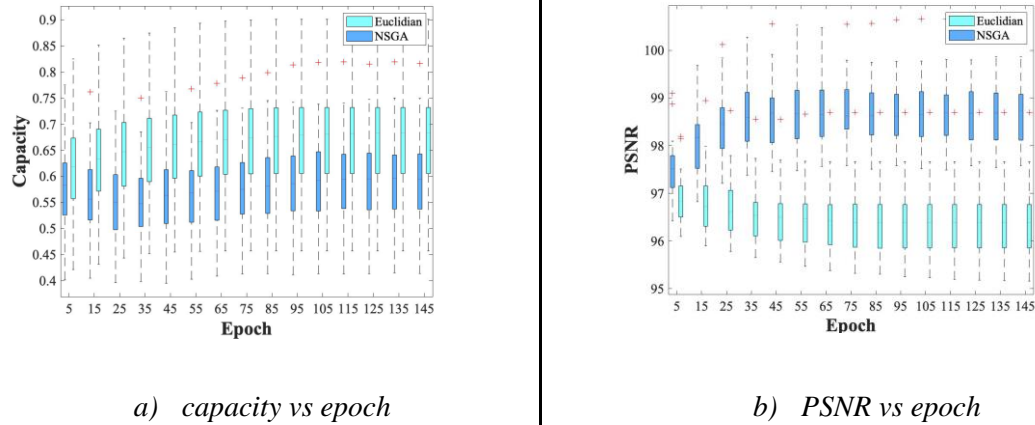 0.9
0.85
0.8
0.75
0.7
0.65
0.6
0.55
0.5
0.45
0.4
Capacity
Euclidian
NSGA
5 15 25 35 45 55 65 75 85 95 105 115 125 135 145
Epoch
a) capacity vs epoch
100
99
98
97
96
95
PSNR
Euclidian
NSGA
5 15 25 35 45 55 65 75 85 95 105 115 125 135 145
Epoch
b) PSNR vs epoch